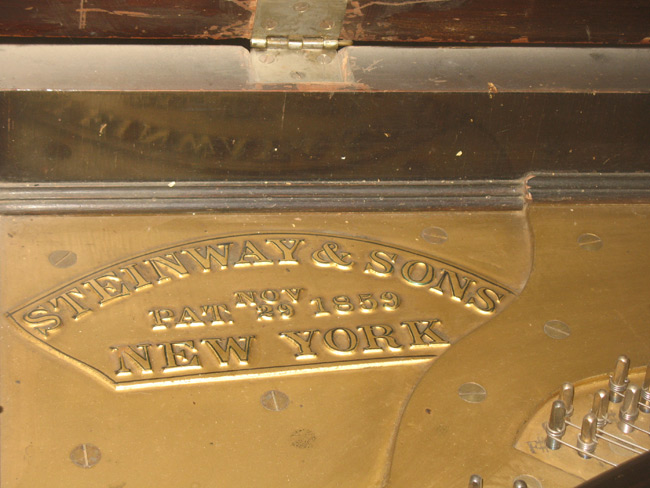 STEINWAY & SONS
PAT. NOV 29 1859
NEW YORK